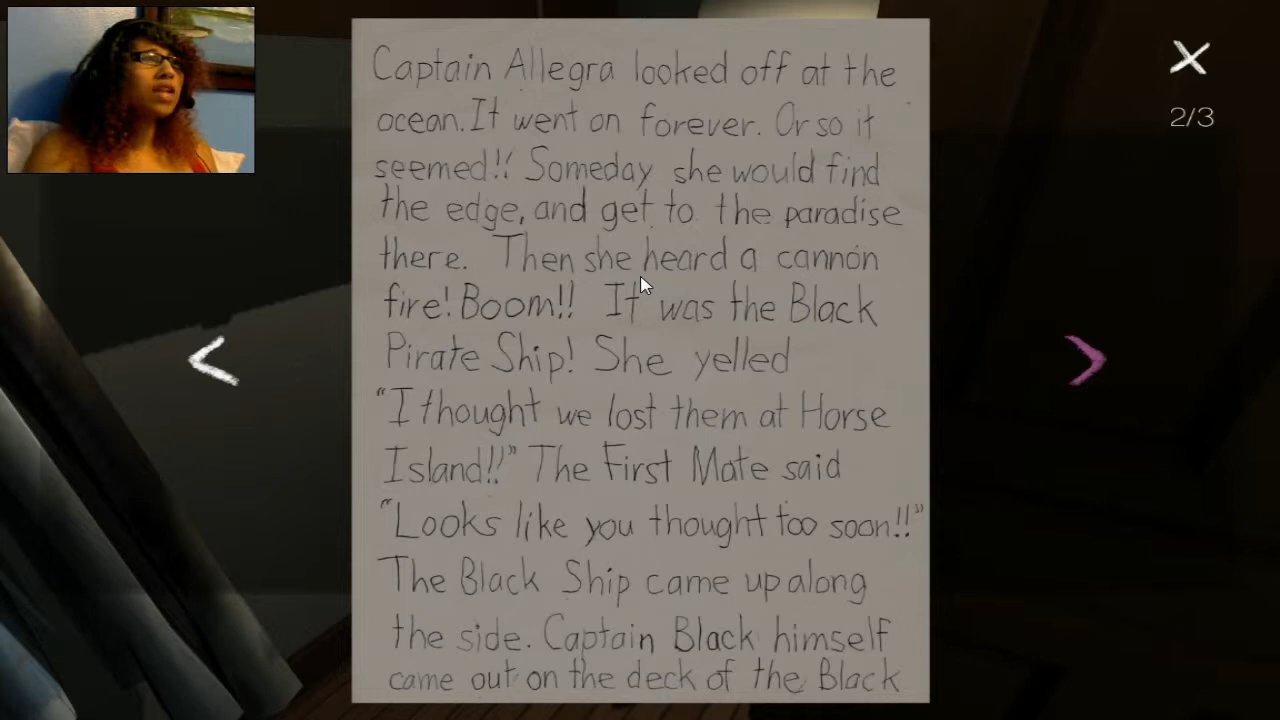 Captain Allegra looked off at the
ocean. It went on forever. Or so it
seemed!! Someday she would find
the edge, and get to the paradise
there. Then she heard a cannon
fire! Boom!! It was the Black
Pirate Ship! She yelled
"I thought we lost them at Horse
Island!!" The First Mate said
"Looks like you thought too soon!!"
The Black Ship came up along
the side. Captain Black himself
came out on the deck of the Black
2/3